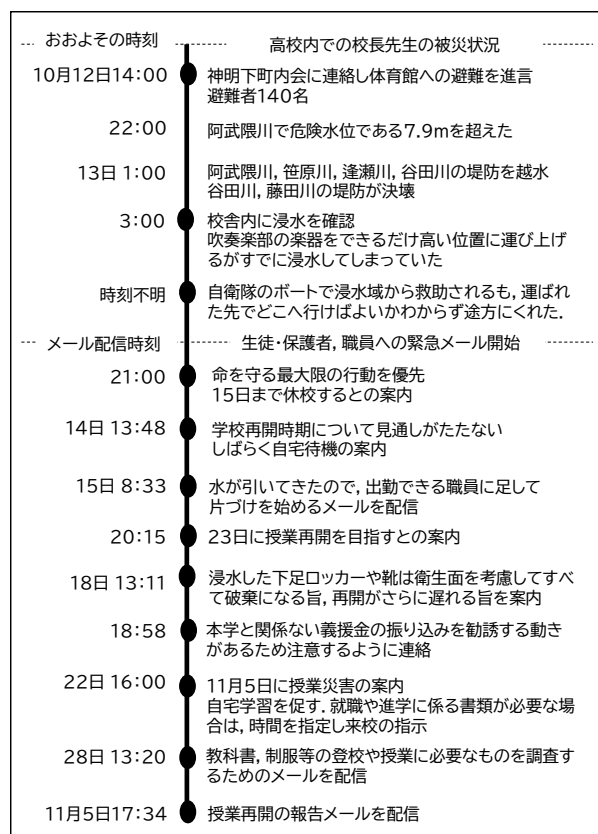 おおよその時刻 高校内での校長先生の被災状況
10月12日14:00 神明下町内会に連絡し体育館への避難を進言
避難者140名
22:00 阿武隈川で危険水位である7.9mを超えた
13日 1:00 阿武隈川,笹原川,逢瀬川,谷田川の堤防を越水
谷田川,藤田川の堤防が決壊
3:00 校舎内に浸水を確認
吹奏楽部の楽器をできるだけ高い位置に運び上げ
るがすでに浸水してしまっていた
時刻不明 自衛隊のボートで浸水域から救助されるも,運ばれ
た先でどこへ行けばよいかわからず途方にくれた.
メール配信時刻 生徒・保護者,職員への緊急メール開始
21:00 命を守る最大限の行動を優先
15日まで休校するとの案内
14日 13:48 学校再開時期について見通しがたたない
しばらく自宅待機の案内
15日 8:33 水が引いてきたので,出勤できる職員に足して
片づけを始めるメールを配信
20:15 23日に授業再開を目指すとの案内
18日 13:11 浸水した下足ロッカーや靴は衛生面を考慮してすべ
て破棄になる旨,再開がさらに遅れる旨を案内
18:58 本学と関係ない義援金の振り込みを勧誘する動き
があるため注意するように連絡
22日 16:00 11月5日に授業災害の案内
自宅学習を促す.就職や進学に係る書類が必要な場
合は,時間を指定し来校の指示
28日 13:20 教科書,制服等の登校や授業に必要なものを調査す
るためのメールを配信
11月5日17:34 授業再開の報告メールを配信